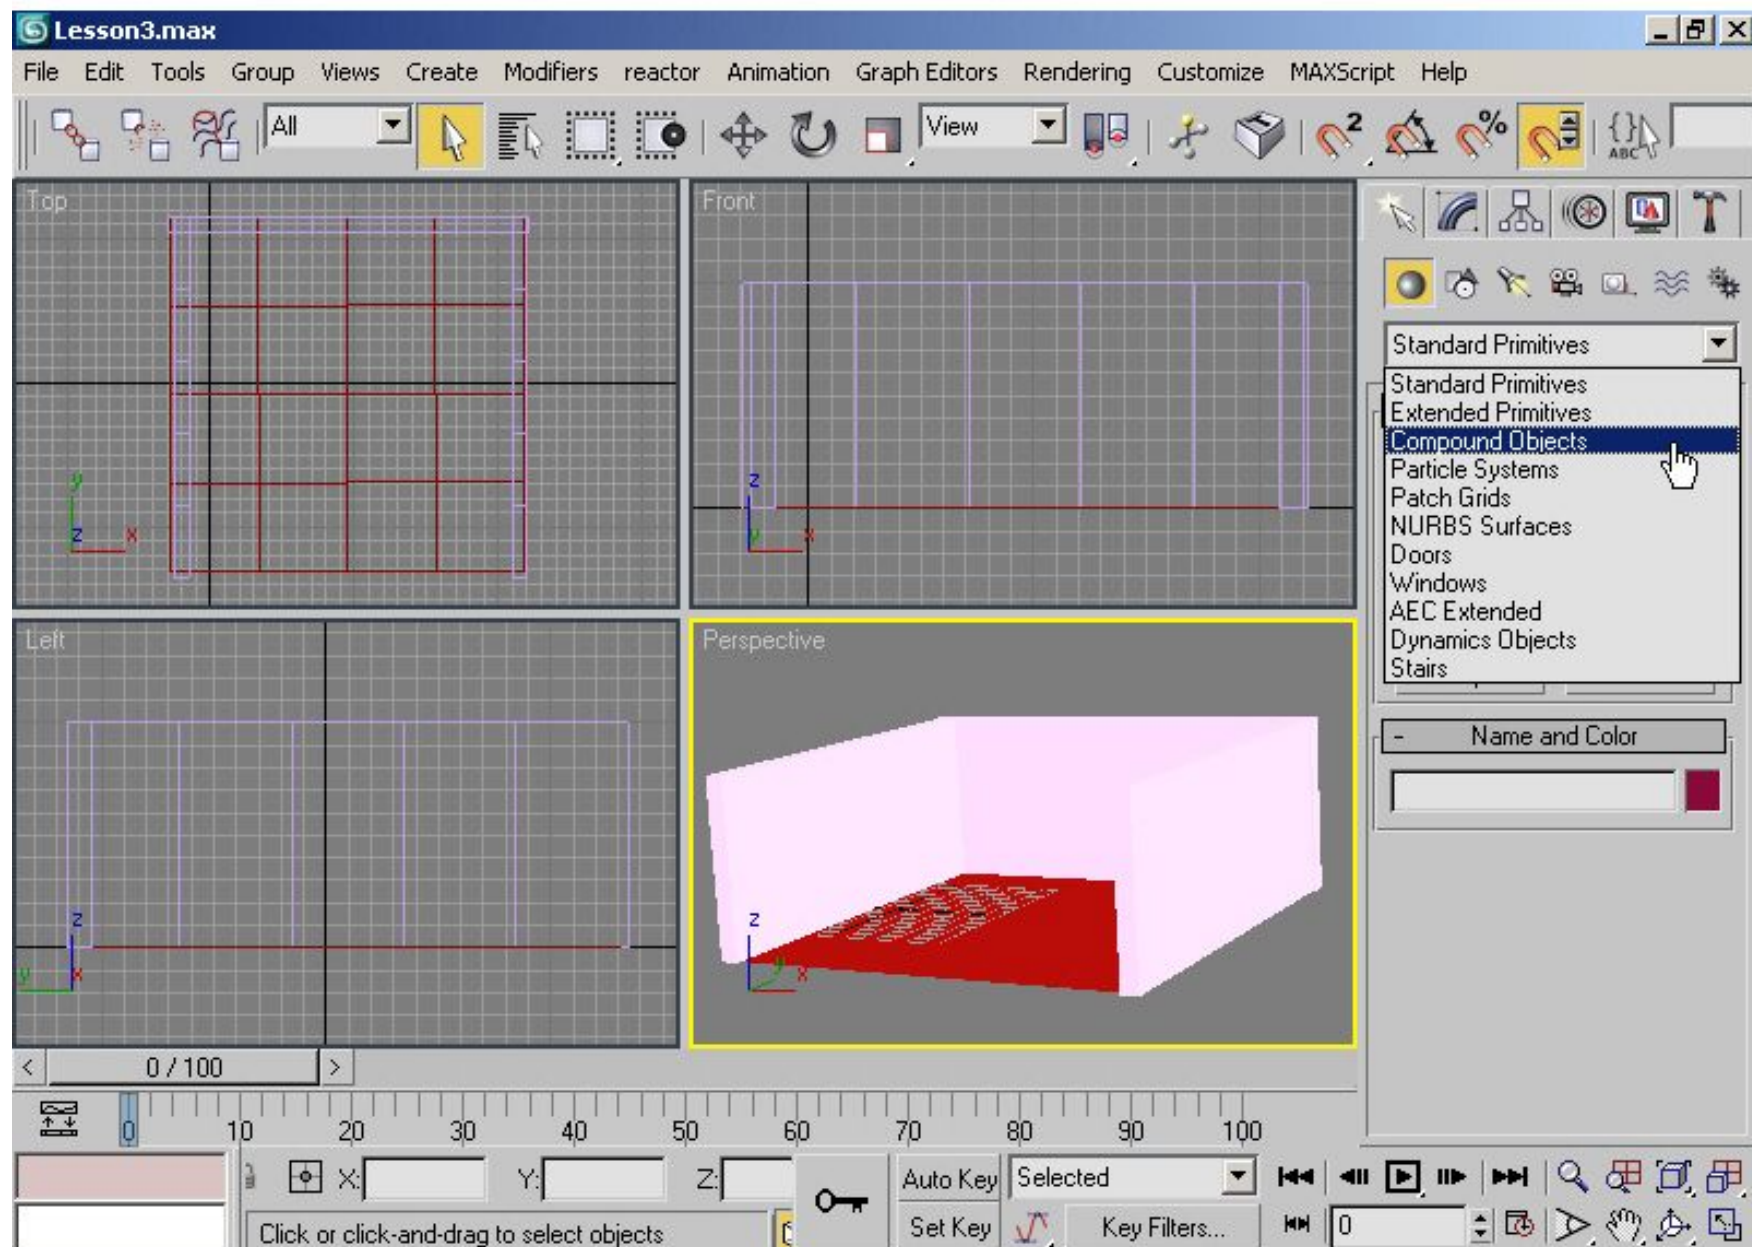 Lesson3.max
File Edit Tools Group Views Create Modifiers reactor Animation Graph Editors Rendering Customize MAXScript Help
All
View
2
%
{}
ABC
Top
Front
Standard Primitives
Standard Primitives
Extended Primitives
Compound Objects
Particle Systems
Patch Grids
NURBS Surfaces
Doors
Windows
AEC Extended
Dynamics Objects
Stairs
y
z x
z
y x
Left
Perspective
- Name and Color
z
y x
z
y x
< 0 / 100 >
0 10 20 30 40 50 60 70 80 90 100
X: Y: Z:
Auto Key Selected
Click or click-and-drag to select objects
Set Key Key Filters... 0